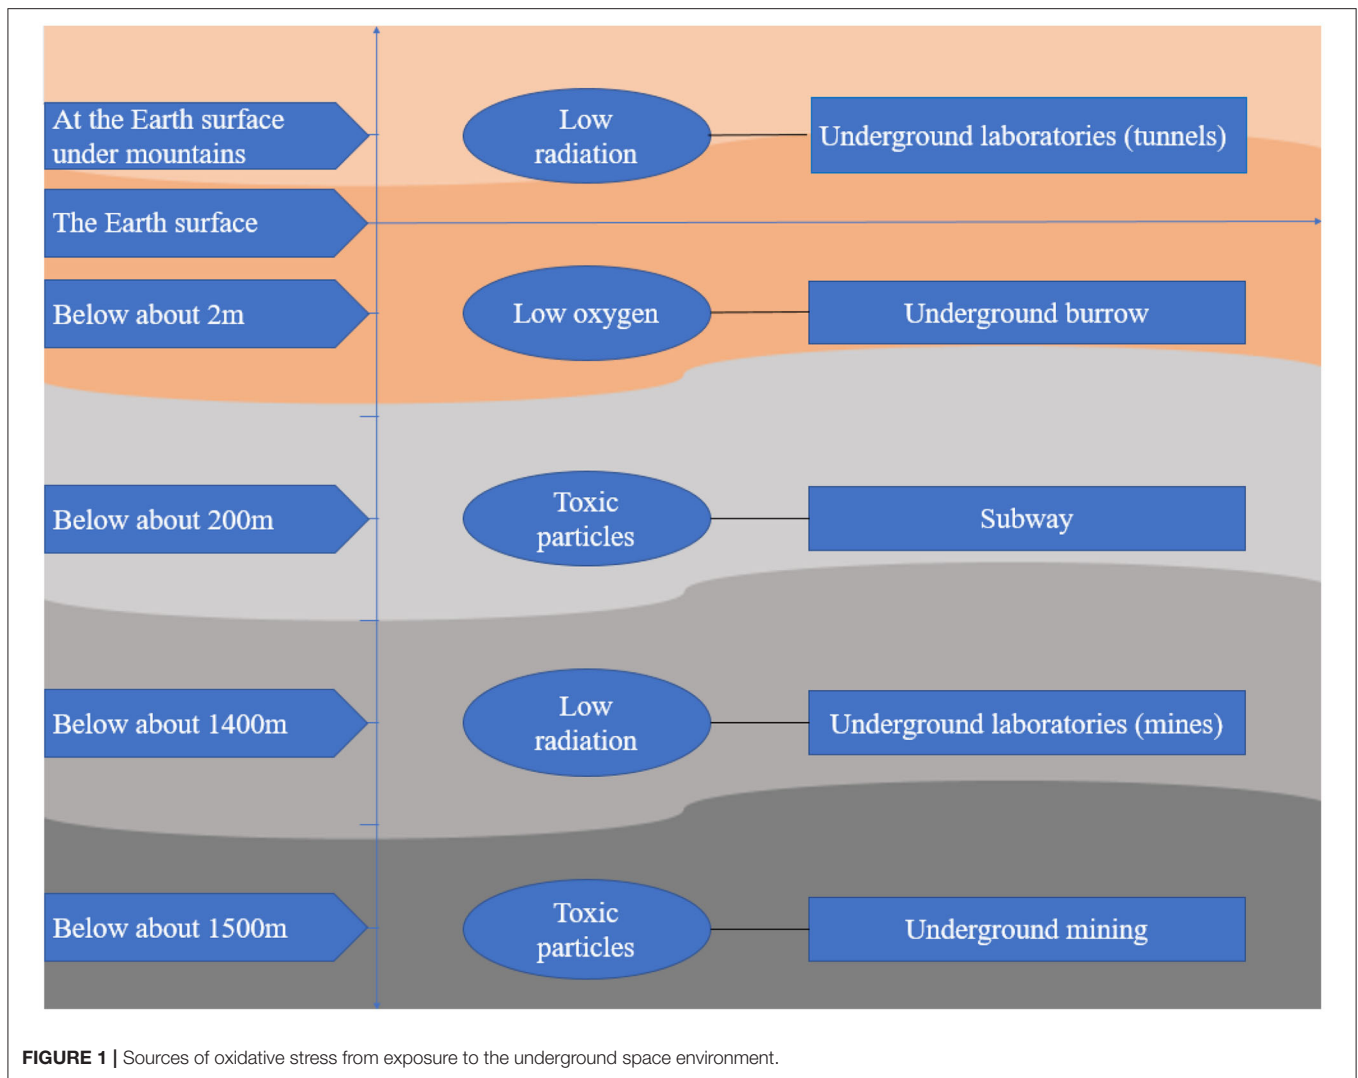 At the Earth surface
under mountains
Low
radiation
Underground laboratories (tunnels)
The Earth surface
Below about 2m
Low oxygen
Underground burrow
Below about 200m
Toxic
particles
Subway
Below about 1400m
Low
radiation
Underground laboratories (mines)
Below about 1500m
Toxic
particles
Underground mining
FIGURE 1 | Sources of oxidative stress from exposure to the underground space environment.